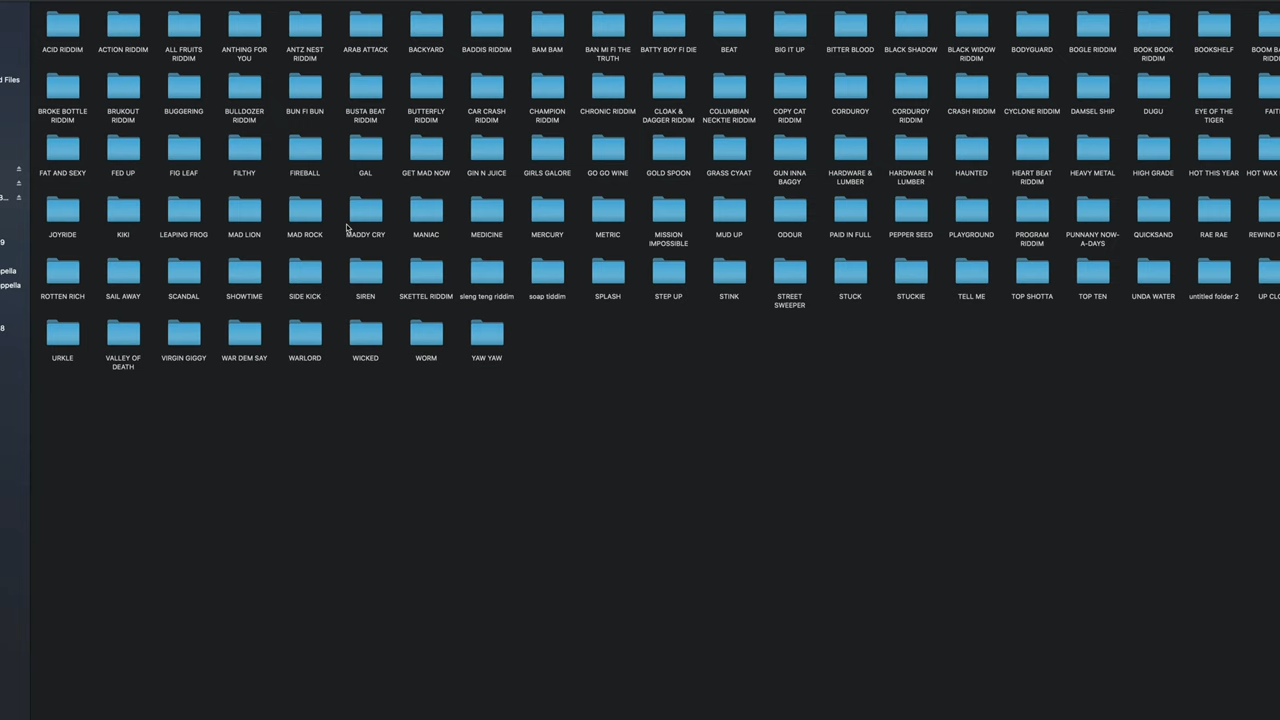 ACID RIDDIM
ACTION RIDDIM
ALL FRUITS
RIDDIM
ANTHING FOR
YOU
ANTZ NEST
RIDDIM
ARAB ATTACK
BACKYARD
BADDIS RIDDIM
BAM BAM
BAN MI FI THE
TRUTH
BATTY BOY FI DIE
BEAT
BIG IT UP
BITTER BLOOD
BLACK SHADOW
BLACK WIDOW
RIDDIM
BODYGUARD
BOGLE RIDDIM
BOOK BOOK
RIDDIM
BOOKSHELF
BOOM BA
RIDD
d Files
BROKE BOTTLE
RIDDIM
BRUKOUT
RIDDIM
BUGGERING
BULLDOZER
RIDDIM
BUN FI BUN
BUSTA BEAT
RIDDIM
BUTTERFLY
RIDDIM
CAR CRASH
RIDDIM
CHAMPION
RIDDIM
CHRONIC RIDDIM
CLOAK &
DAGGER RIDDIM
COLUMBIAN
NECKTIE RIDDIM
COPY CAT
RIDDIM
CORDUROY
CORDUROY
RIDDIM
CRASH RIDDIM
CYCLONE RIDDIM
DAMSEL SHIP
DUGU
EYE OF THE
TIGER
FAIT
FAT AND SEXY
FED UP
FIG LEAF
FILTHY
FIREBALL
GAL
GET MAD NOW
GIN N JUICE
GIRLS GALORE
GO GO WINE
GOLD SPOON
GRASS CYAAT
GUN INNA
BAGGY
HARDWARE &
LUMBER
HARDWARE N
LUMBER
HAUNTED
HEART BEAT
RIDDIM
HEAVY METAL
HIGH GRADE
HOT THIS YEAR
HOT WAX
B...
9
JOYRIDE
KIKI
LEAPING FROG
MAD LION
MAD ROCK
MADDY CRY
MANIAC
MEDICINE
MERCURY
METRIC
MISSION
IMPOSSIBLE
MUD UP
ODOUR
PAID IN FULL
PEPPER SEED
PLAYGROUND
PROGRAM
RIDDIM
PUNNANY NOW-
A-DAYS
QUICKSAND
RAE RAE
REWIND R
pella
appella
ROTTEN RICH
SAIL AWAY
SCANDAL
SHOWTIME
SIDE KICK
SIREN
SKETTEL RIDDIM
sleng teng riddim
soap tiddim
SPLASH
STEP UP
STINK
STREET
SWEEPER
STUCK
STUCKIE
TELL ME
TOP SHOTTA
TOP TEN
UNDA WATER
untitled folder 2
UP CLO
8
URKLE
VALLEY OF
DEATH
VIRGIN GIGGY
WAR DEM SAY
WARLORD
WICKED
WORM
YAW YAW